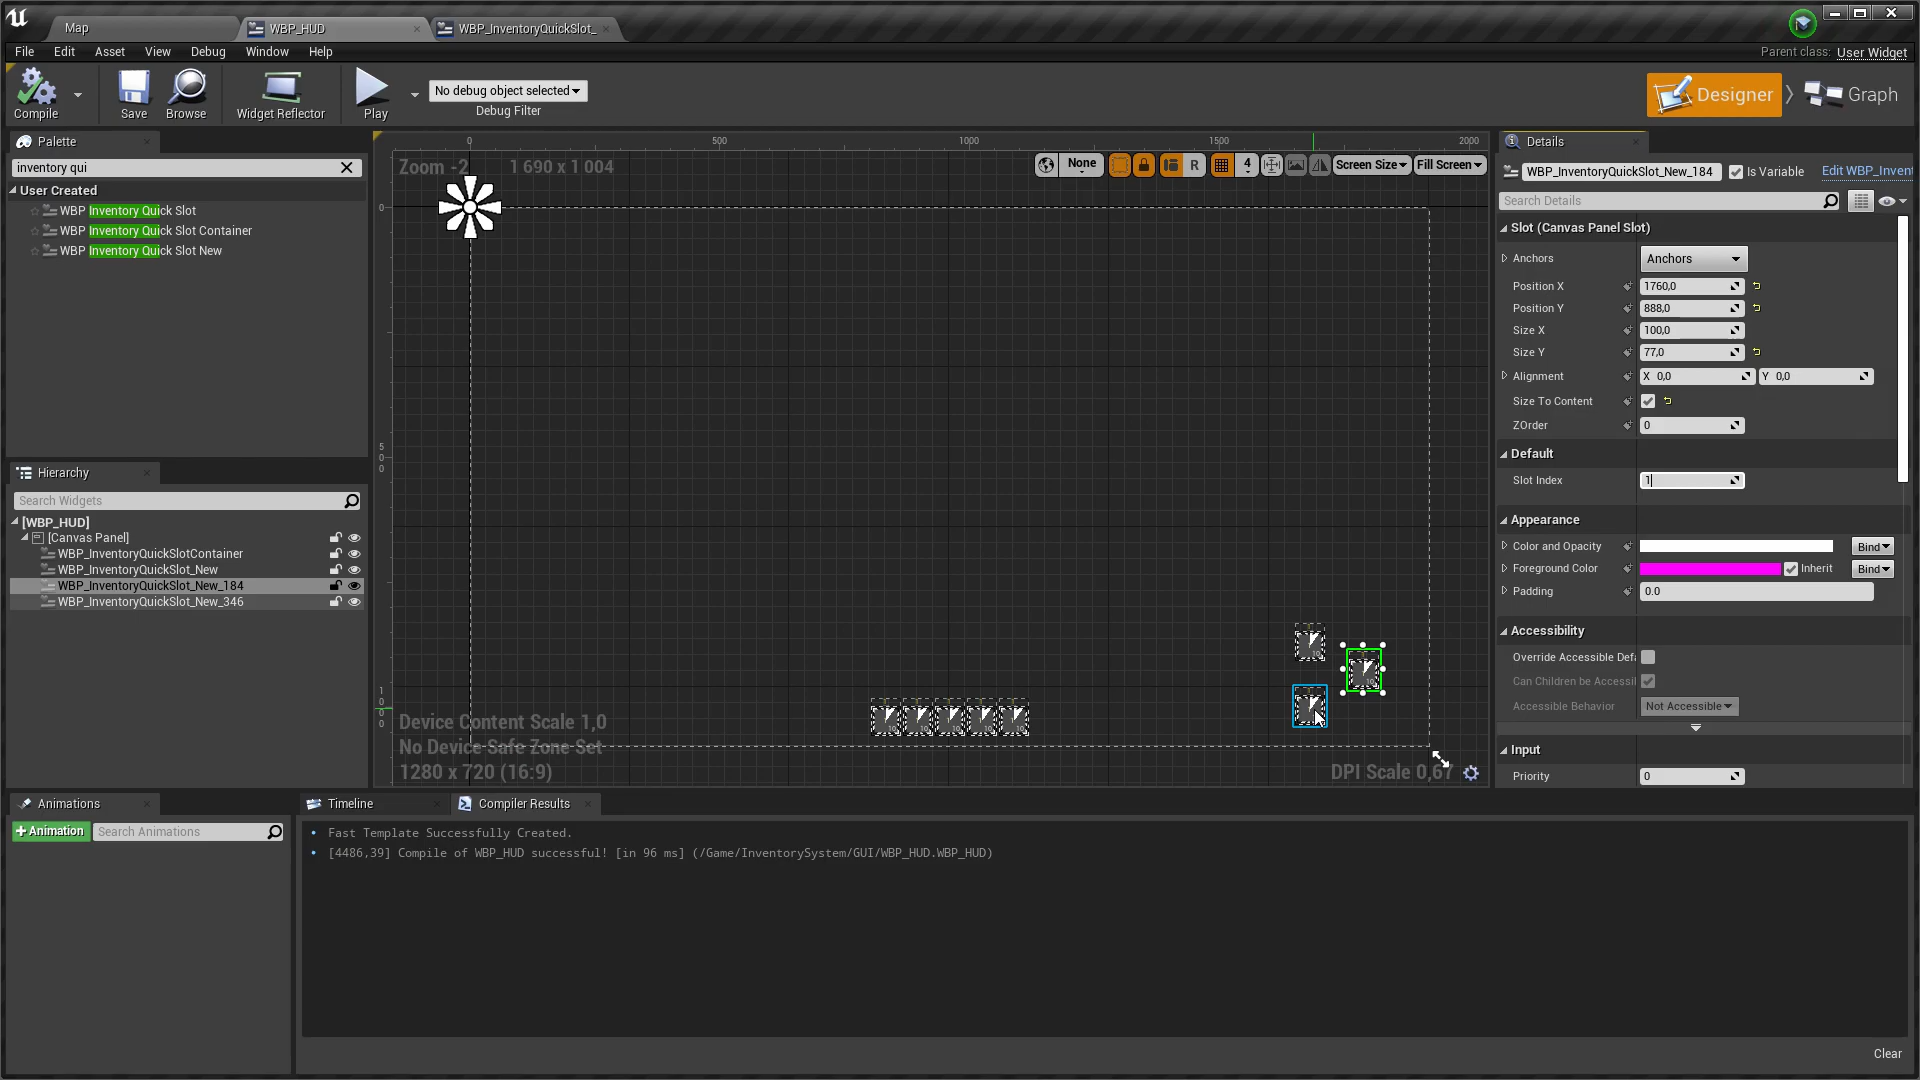 Map
WBP_HUD
WBP_InventoryQuickSlot_
File Edit Asset View Debug Window Help
Parent class: User Widget
Compile
Save
Browse
Widget Reflector
Play
No debug object selected
Debug Filter
Designer
Graph
Palette
inventory qui
User Created
WBP Inventory Quick Slot
WBP Inventory Quick Slot Container
WBP Inventory Quick Slot New
Hierarchy
Search Widgets
[WBP_HUD]
[Canvas Panel]
WBP_InventoryQuickSlotContainer
WBP_InventoryQuickSlot_New
WBP_InventoryQuickSlot_New_184
WBP_InventoryQuickSlot_New_346
0 500 1000 1500 2000
Zoom -2
1 690 x 1 004
None
R
4
Screen Size
Fill Screen
0
500
1000
Device Content Scale 1,0
No Device Safe Zone Set
1280 x 720 (16:9)
DPI Scale 0,67
Details
WBP_InventoryQuickSlot_New_184
Is Variable
Edit WBP_Invent
Search Details
Slot (Canvas Panel Slot)
Anchors
Anchors
Position X 1760,0
Position Y 888,0
Size X 100,0
Size Y 77,0
Alignment X 0,0 Y 0,0
Size To Content
ZOrder 0
Default
Slot Index 1
Appearance
Color and Opacity Bind
Foreground Color Inherit Bind
Padding 0.0
Accessibility
Override Accessible Defa
Can Children be Accessil
Accessible Behavior Not Accessible
Input
Priority 0
Animations
+Animation
Search Animations
Timeline
Compiler Results
• Fast Template Successfully Created.
• [4486,39] Compile of WBP_HUD successful! [in 96 ms] (/Game/InventorySystem/GUI/WBP_HUD.WBP_HUD)
Clear